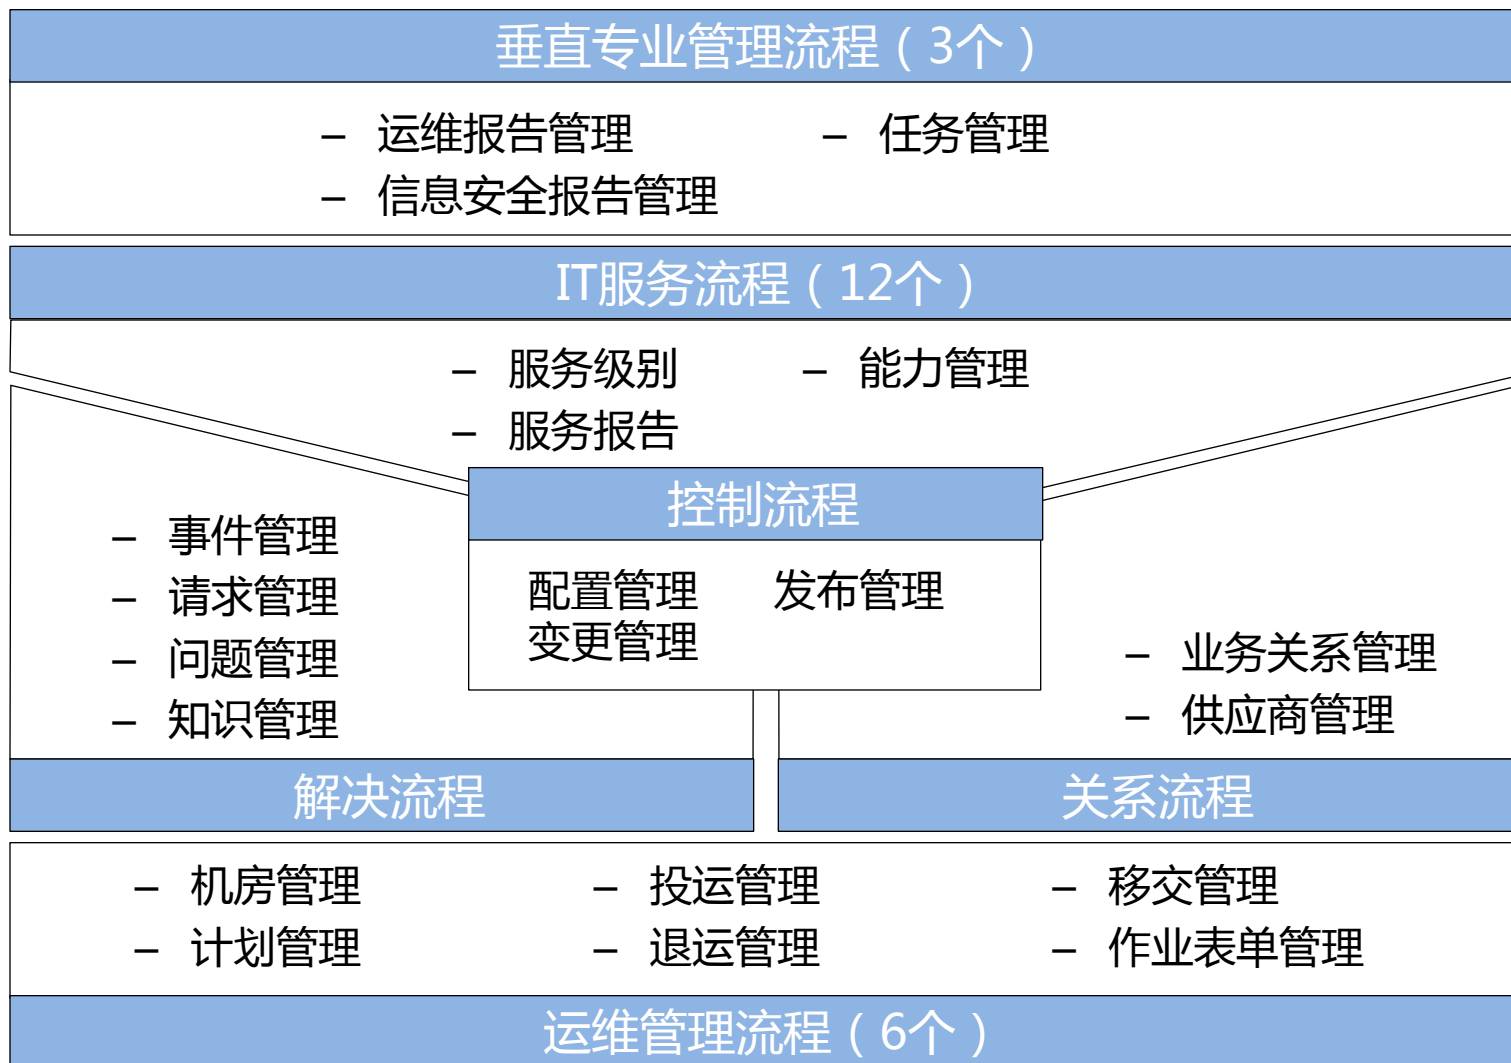 垂直专业管理流程（3个）
– 运维报告管理 – 任务管理
– 信息安全报告管理
IT服务流程（12个）
– 服务级别 – 能力管理
– 服务报告
控制流程
配置管理 发布管理
变更管理
– 事件管理
– 请求管理
– 问题管理
– 知识管理
– 业务关系管理
– 供应商管理
解决流程
关系流程
– 机房管理 – 投运管理 – 移交管理
– 计划管理 – 退运管理 – 作业表单管理
运维管理流程（6个）